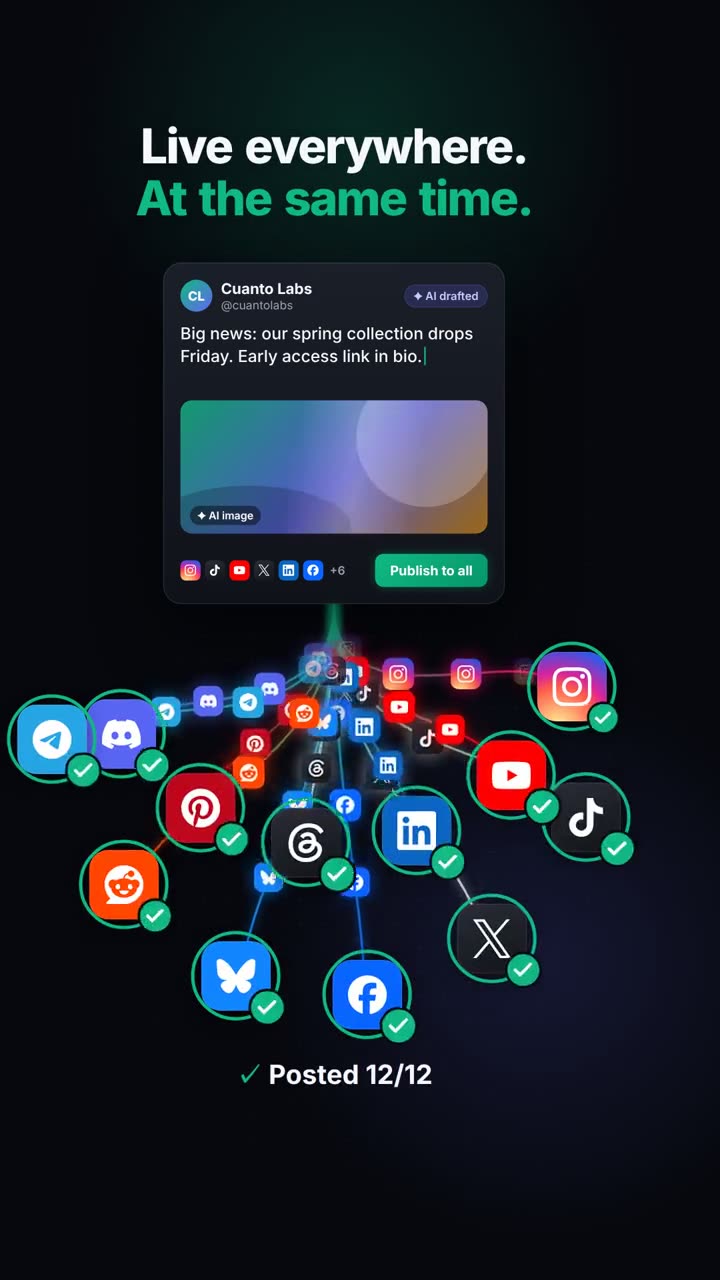 Live everywhere.
At the same time.
CL
Cuanto Labs
@cuantolabs
✦ AI drafted
Big news: our spring collection drops
Friday. Early access link in bio.
✦ AI image
+6
Publish to all
in
✓ Posted 12/12